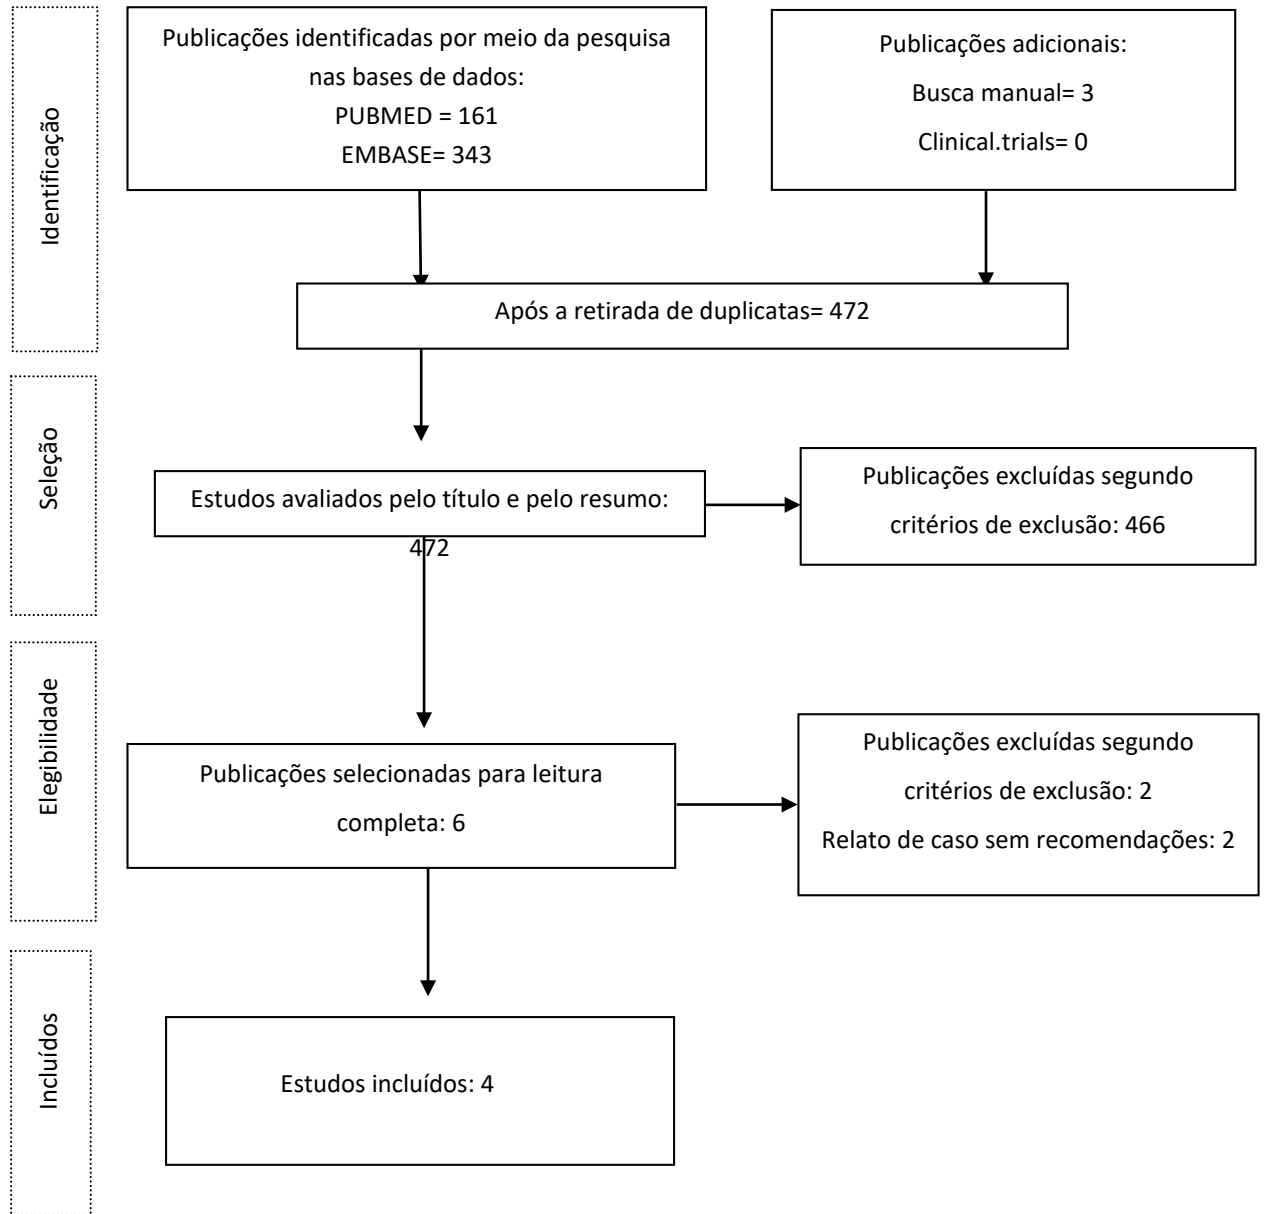 Identificação
Publicações identificadas por meio da pesquisa
nas bases de dados:
PUBMED = 161
EMBASE= 343
Publicações adicionais:
Busca manual= 3
Clinical.trials= 0
Após a retirada de duplicatas= 472
Seleção
Estudos avaliados pelo título e pelo resumo:
472
Publicações excluídas segundo
critérios de exclusão: 466
Elegibilidade
Publicações selecionadas para leitura
completa: 6
Publicações excluídas segundo
critérios de exclusão: 2
Relato de caso sem recomendações: 2
Incluídos
Estudos incluídos: 4